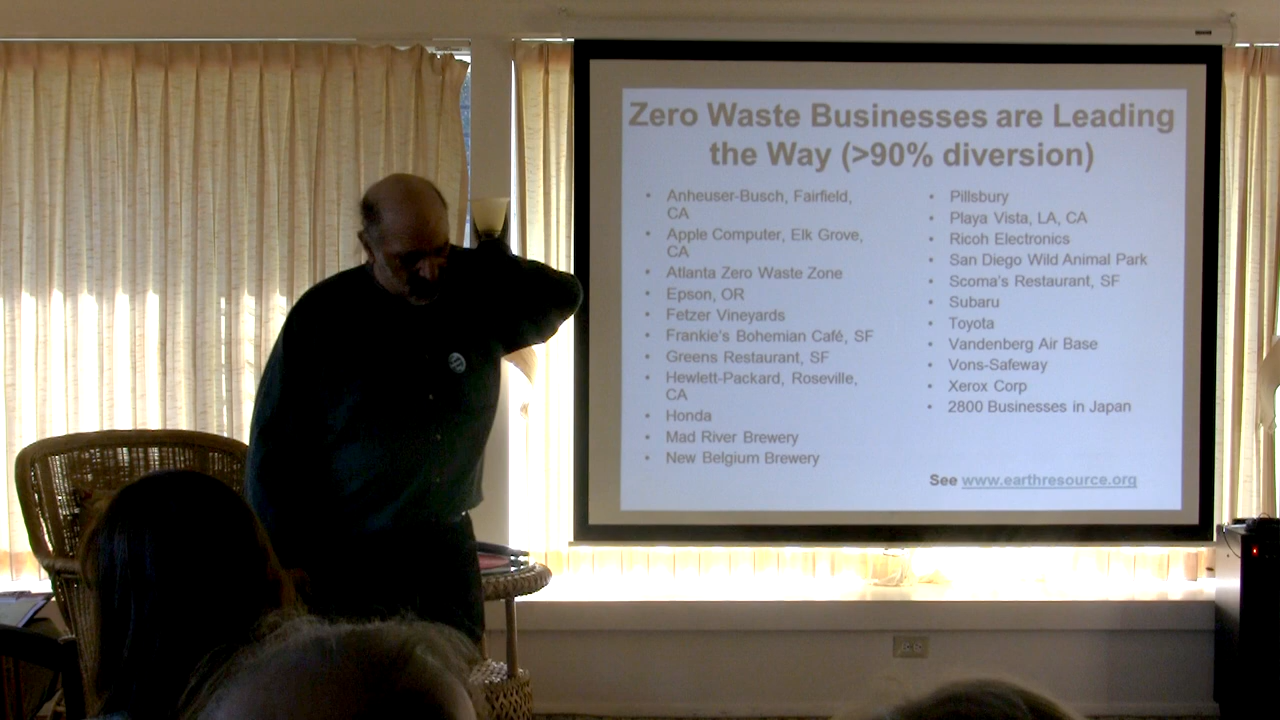 Zero Waste Businesses are Leading
the Way (>90% diversion)
• Anheuser-Busch, Fairfield,
CA
• Apple Computer, Elk Grove,
CA
• Atlanta Zero Waste Zone
• Epson, OR
• Fetzer Vineyards
• Frankie's Bohemian Café, SF
• Greens Restaurant, SF
• Hewlett-Packard, Roseville,
CA
• Honda
• Mad River Brewery
• New Belgium Brewery
• Pillsbury
• Playa Vista, LA, CA
• Ricoh Electronics
• San Diego Wild Animal Park
• Scoma's Restaurant, SF
• Subaru
• Toyota
• Vandenberg Air Base
• Vons-Safeway
• Xerox Corp
• 2800 Businesses in Japan
See www.earthresource.org